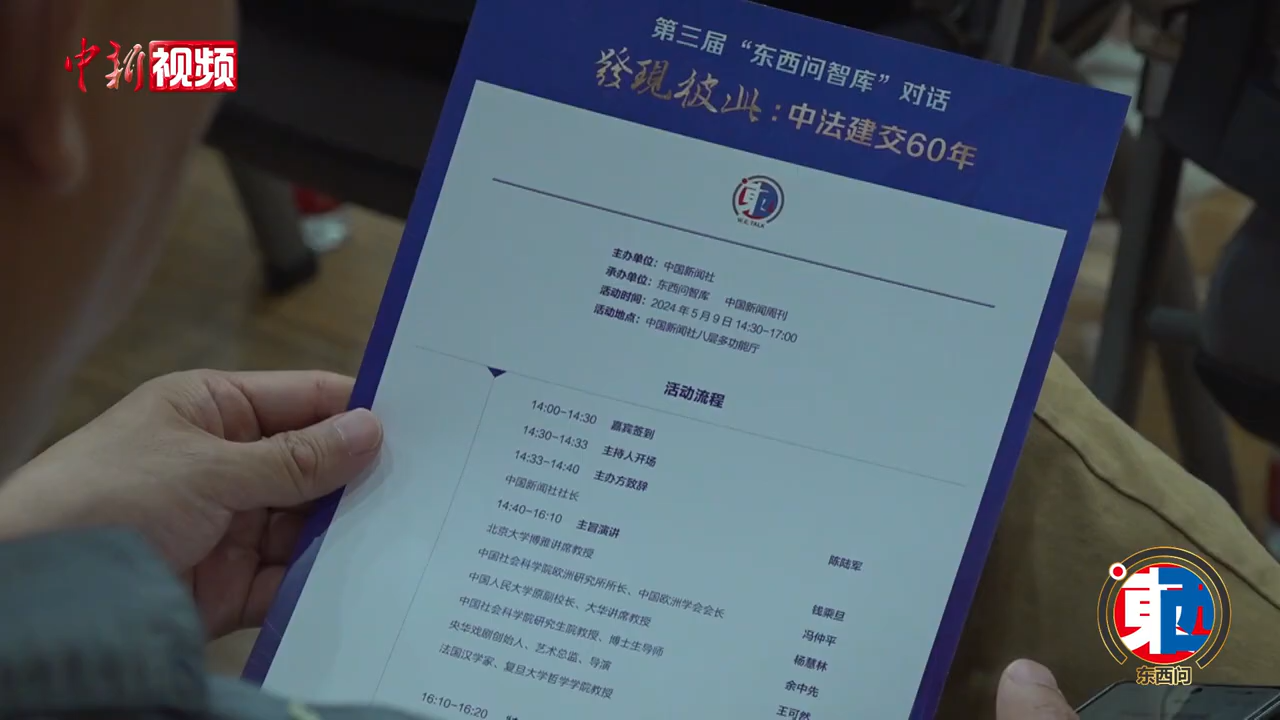 中新视频
第三届“东西问智库”对话
發現彼此：中法建交60年
東西
W.E. TALK
主办单位：中国新闻社
承办单位：东西问智库 中国新闻周刊
活动时间：2024年5月9日14:30-17:00
活动地点：中国新闻社八层多功能厅
活动流程
14:00-14:30 嘉宾签到
14:30-14:33 主持人开场
14:33-14:40 主办方致辞
中国新闻社社长 陈陆军
14:40-16:10 主旨演讲
北京大学博雅讲席教授 钱乘旦
中国社会科学院欧洲研究所所长、中国欧洲学会会长 冯仲平
中国人民大学原副校长、大华讲席教授 杨慧林
中国社会科学院研究生院教授、博士生导师 余中先
央华戏剧创始人、艺术总监、导演 王可然
法国汉学家、复旦大学哲学学院教授
16:10-16:20
東西
东西问